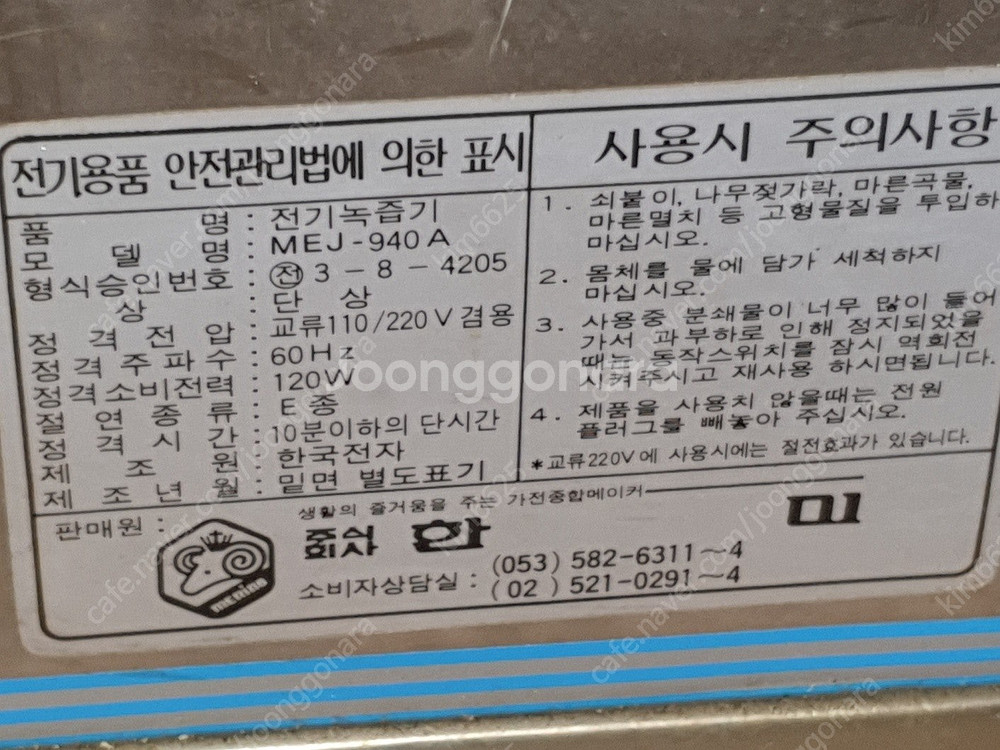 전기용품 안전관리법에 의한 표시
품 명 : 전기녹즙기
모 델 명 : MEJ-940A
형식승인번호 : 전 3-8-4205
상 : 단 상
정 격 전 압 : 교류110/220V겸용
정격주파수 : 60Hz
정격소비전력 : 120W
절 연 종 류 : E종
정 격 시 간 : 10분이하의 단시간
제 조 원 : 한국전자
제 조 년 월 : 밑면 별도표기
사용시 주의사항
1. 쇠붙이, 나무젖가락, 마른곡물,
마른멸치 등 고형물질을 투입하
마십시오.
2. 몸체를 물에 담가 세척하지
마십시오.
3. 사용중 분쇄물이 너무 많이 들어
가서 과부하로 인해 정지되었을
때는 동작스위치를 잠시 역회전
시켜주시고 재사용 하시면됩니다.
4. 제품을 사용치 않을때는 전원
플러그를 빼놓아 주십시오.
*교류220V에 사용시에는 절전효과가 있습니다.
판매원 :
생활의 즐거움을 주는 가전종합메이커
주식회사 한 미
MERINO
소비자상담실 : (053) 582-6311~4
(02) 521-0291~4
joonggonara
cafe.naver.com/joonggonara
kim6625